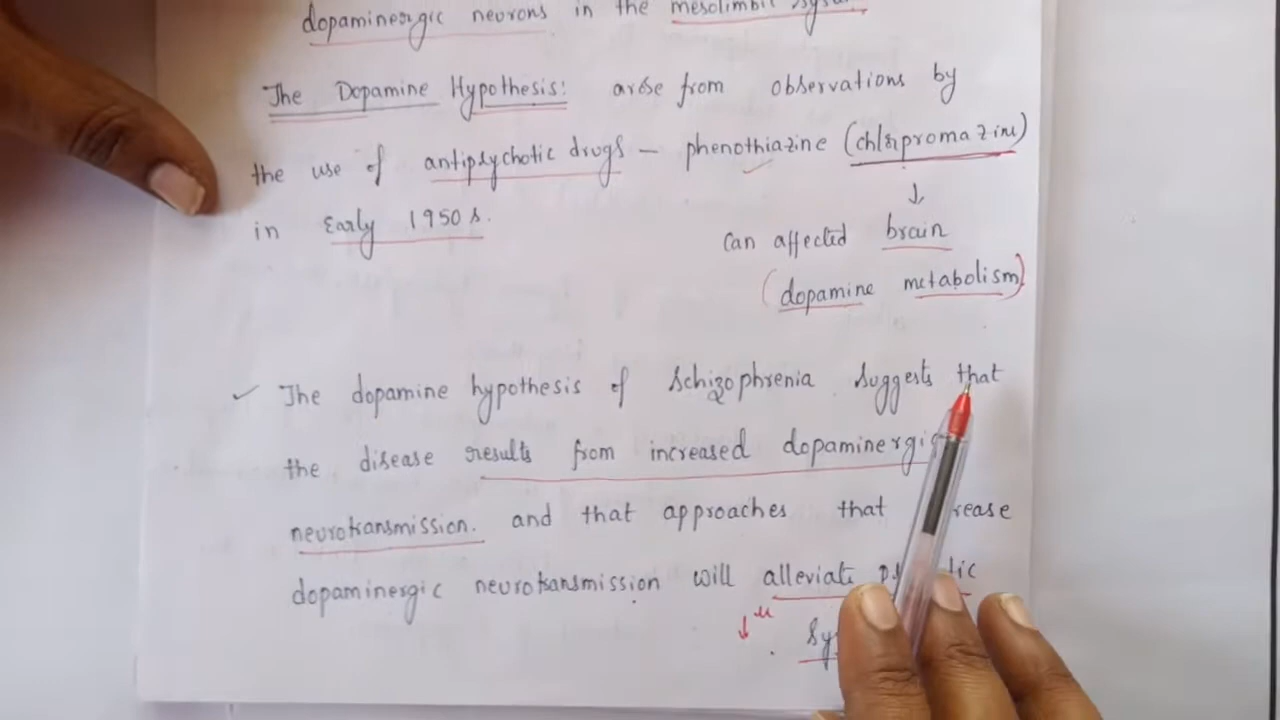 dopaminergic neurons in the mesolimbic
The Dopamine Hypothesis: arose from observations by
the use of antipsychotic drugs - phenothiazine (chlorpromazine)
in Early 1950s.
↓
Can affected brain
(dopamine metabolism)
✓ The dopamine hypothesis of Schizophrenia suggests that
the disease results from increased dopaminergic
neurotransmission. and that approaches that
dopaminergic neurotransmission will alleviate
↓